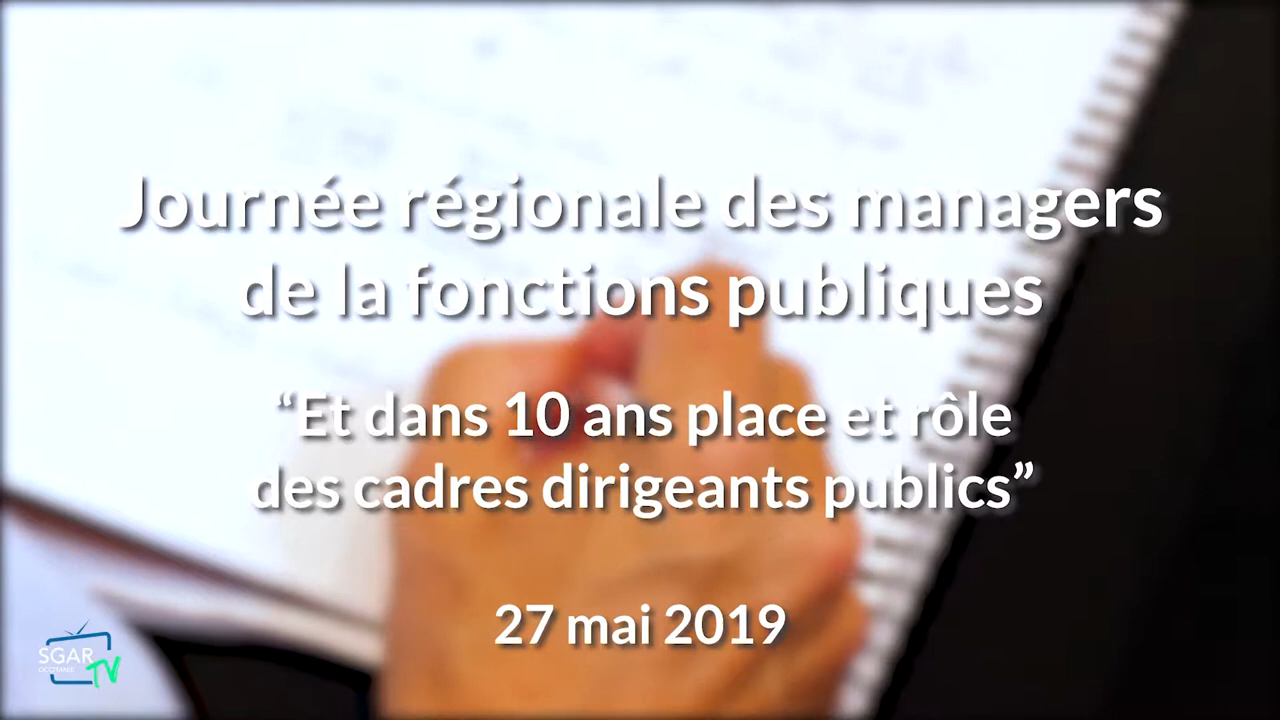 Journée régionale des managers
de la fonctions publiques
“Et dans 10 ans place et rôle
des cadres dirigeants publics”
27 mai 2019
SGAR
OCCITANIE
TV